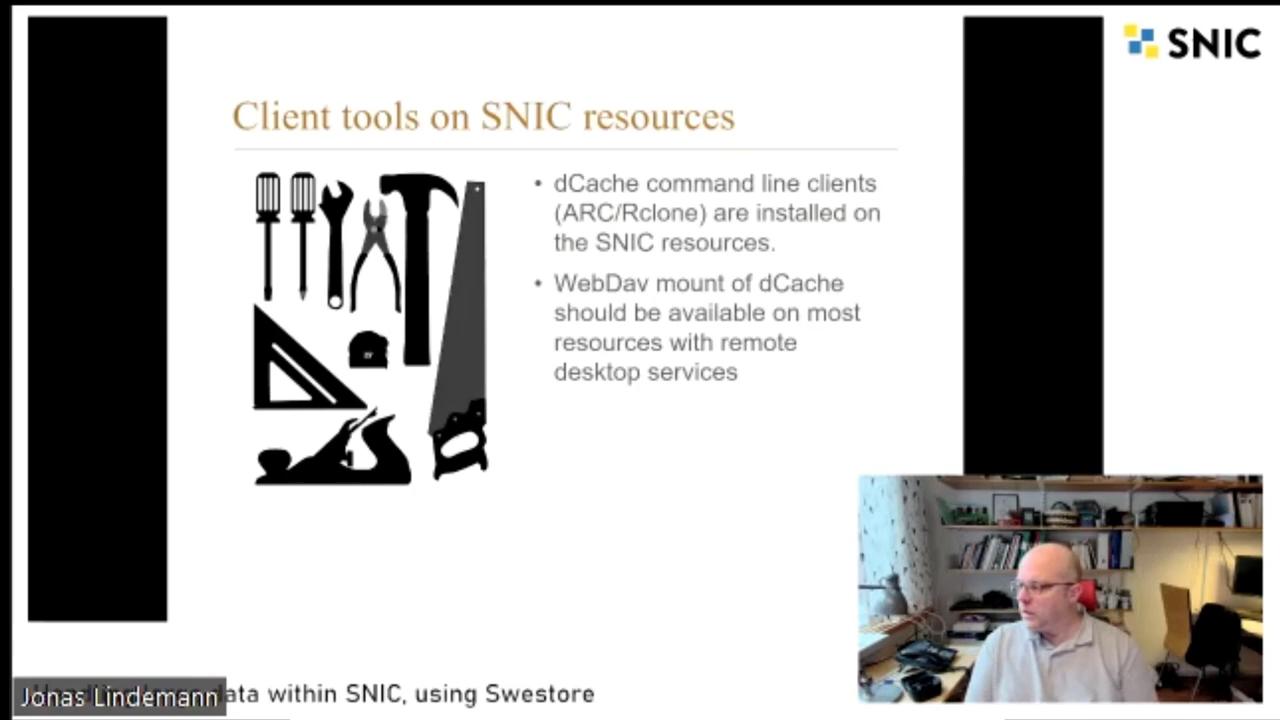 SNIC
Client tools on SNIC resources
• dCache command line clients
(ARC/Rclone) are installed on
the SNIC resources.
• WebDav mount of dCache
should be available on most
resources with remote
desktop services
Jonas Lindemann
data within SNIC, using Swestore